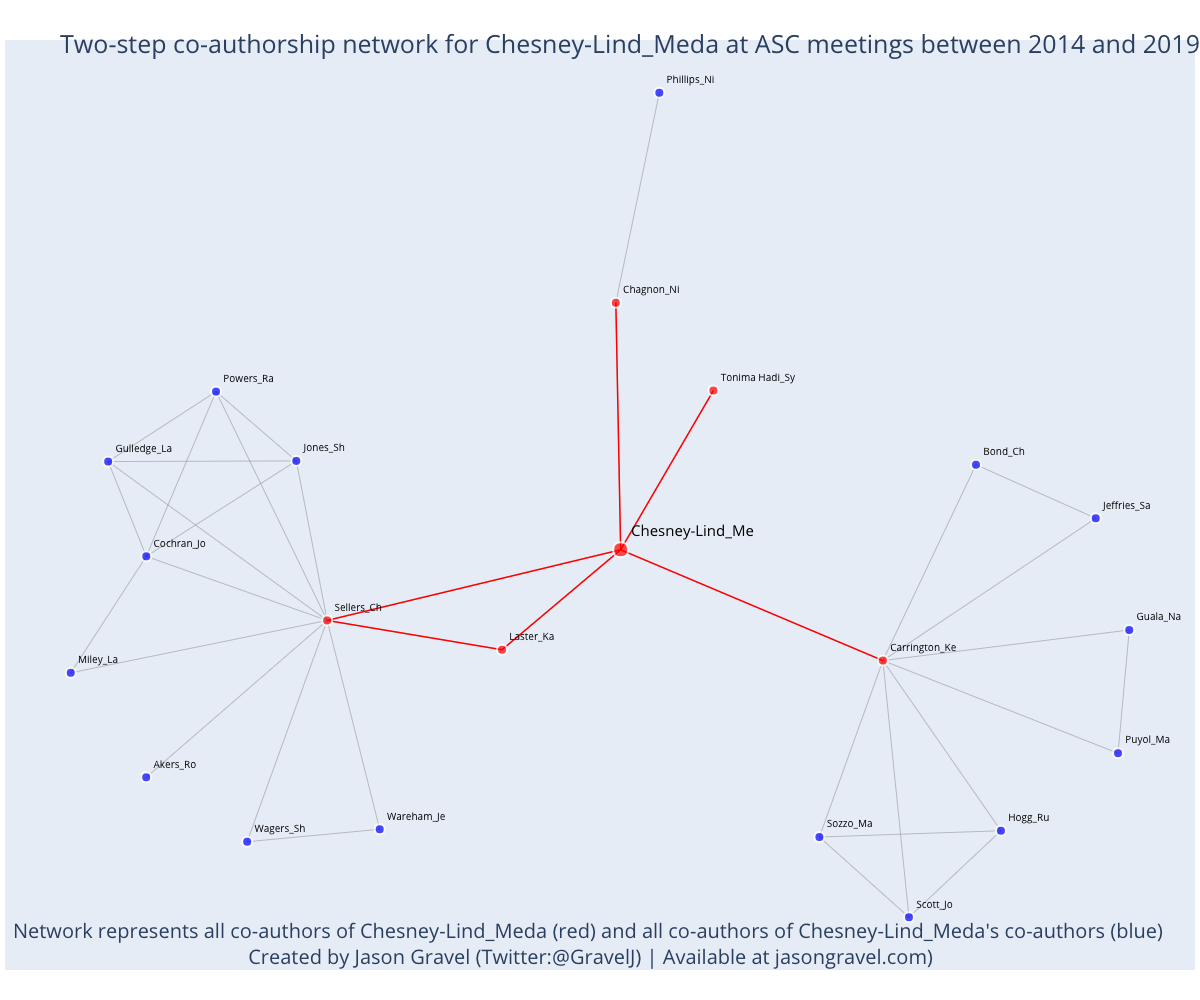 Two-step co-authorship network for Chesney-Lind_Meda at ASC meetings between 2014 and 2019
Phillips_Ni
Chagnon_Ni
Powers_Ra
Tonima Hadi_Sy
Gulledge_La
Jones_Sh
Bond_Ch
Jeffries_Sa
Chesney-Lind_Me
Cochran_Jo
Sellers_Ch
Guala_Na
Laster_Ka
Carrington_Ke
Miley_La
Puyol_Ma
Akers_Ro
Wagers_Sh
Wareham_Je
Sozzo_Ma
Hogg_Ru
Scott_Jo
Network represents all co-authors of Chesney-Lind_Meda (red) and all co-authors of Chesney-Lind_Meda's co-authors (blue)
Created by Jason Gravel (Twitter:@GravelJ) | Available at jasongravel.com)